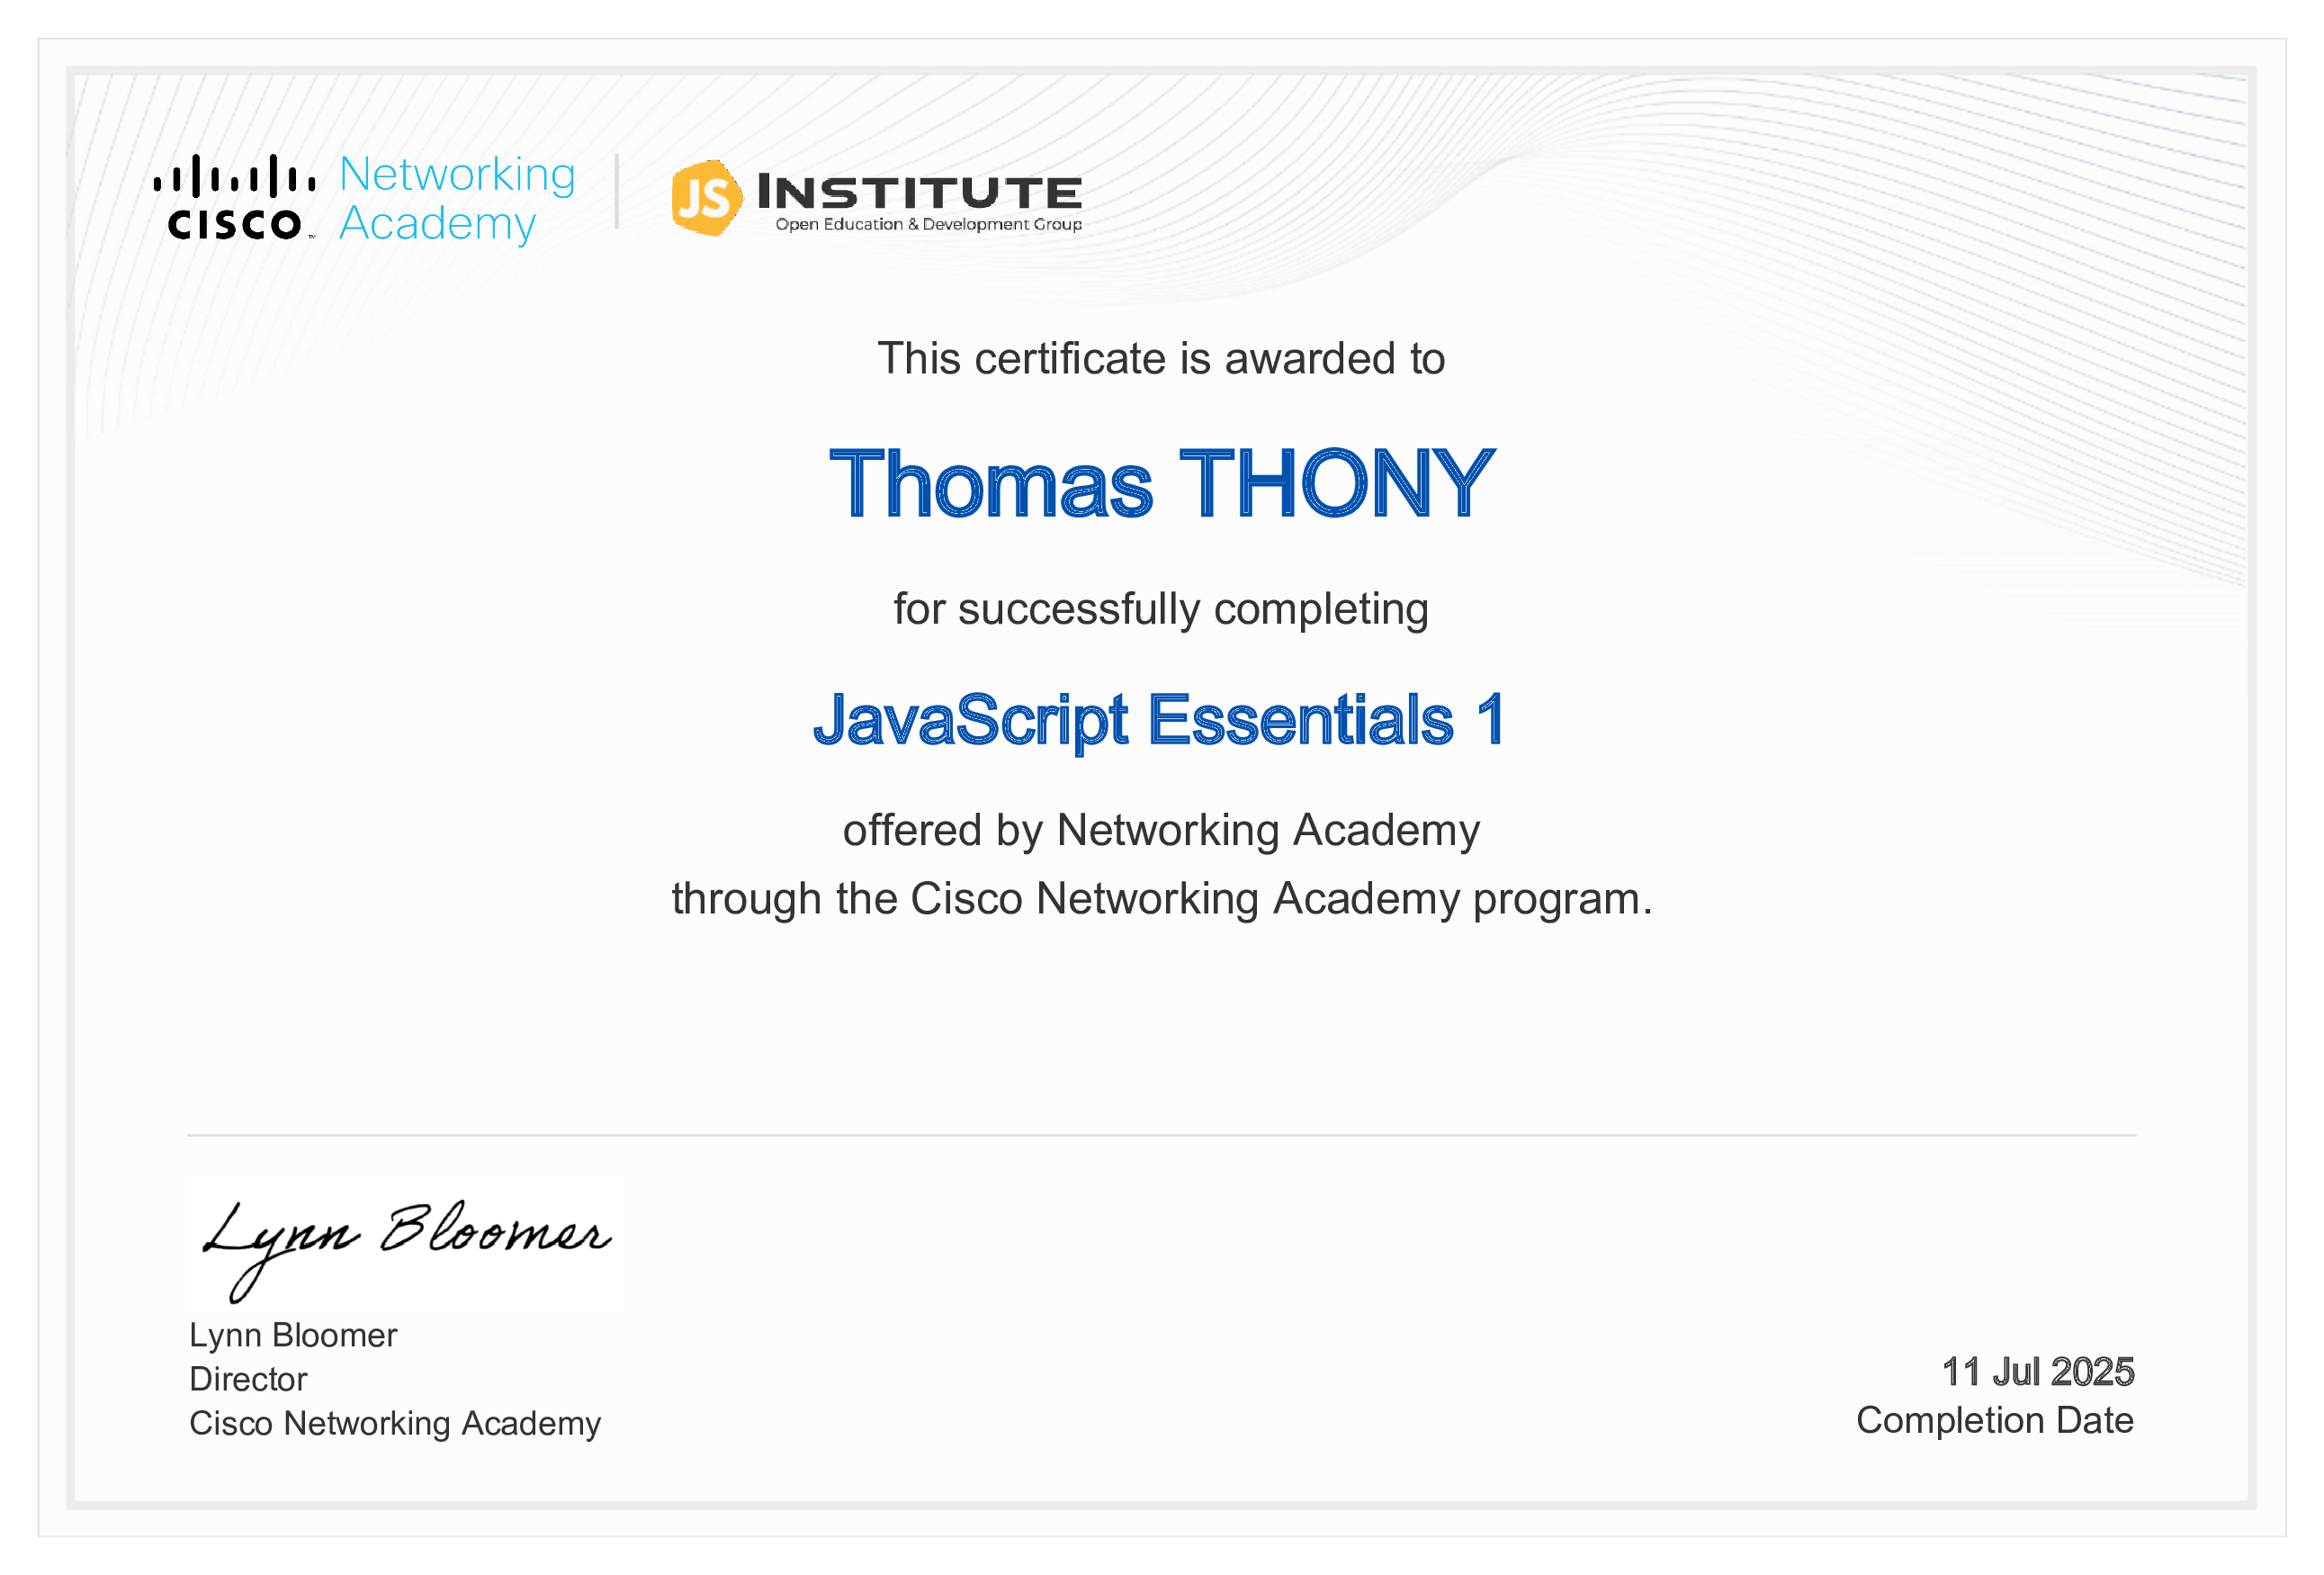 CISCO™ Networking Academy
JS INSTITUTE
Open Education & Development Group
This certificate is awarded to
Thomas THONY
for successfully completing
JavaScript Essentials 1
offered by Networking Academy
through the Cisco Networking Academy program.
Lynn Bloomer
Lynn Bloomer
Director
Cisco Networking Academy
11 Jul 2025
Completion Date